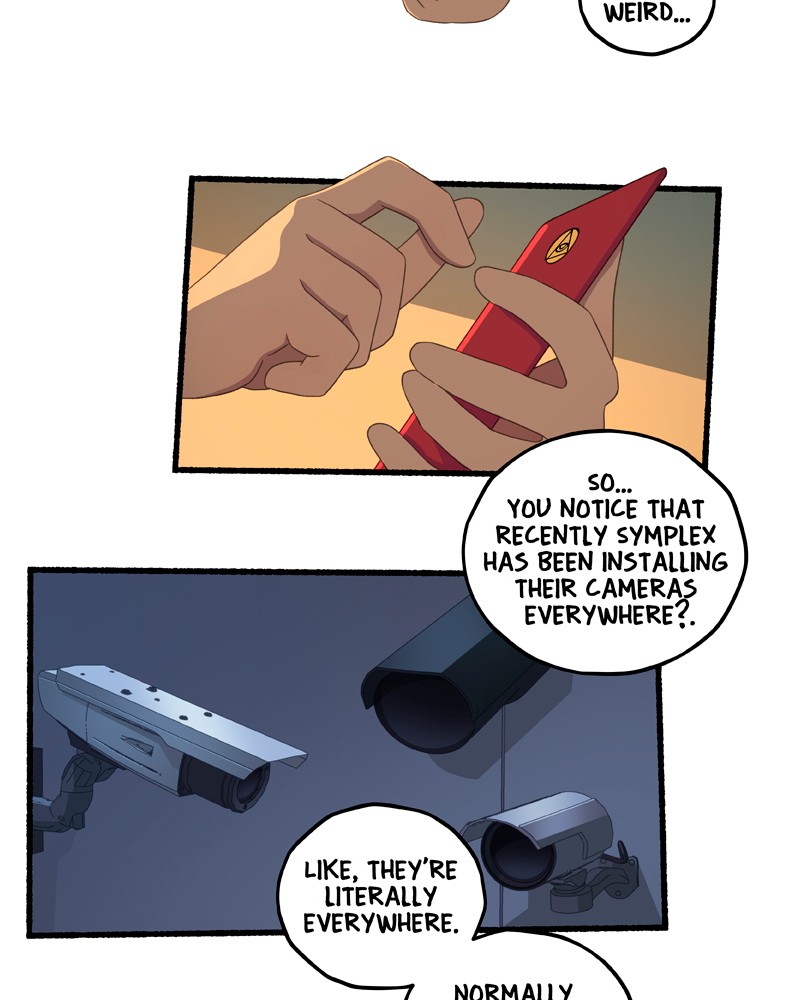 WEIRD...
SO...
YOU NOTICE THAT
RECENTLY SYMPLEX
HAS BEEN INSTALLING
THEIR CAMERAS
EVERYWHERE?.
LIKE, THEY'RE
LITERALLY
EVERYWHERE.
NORMALLY